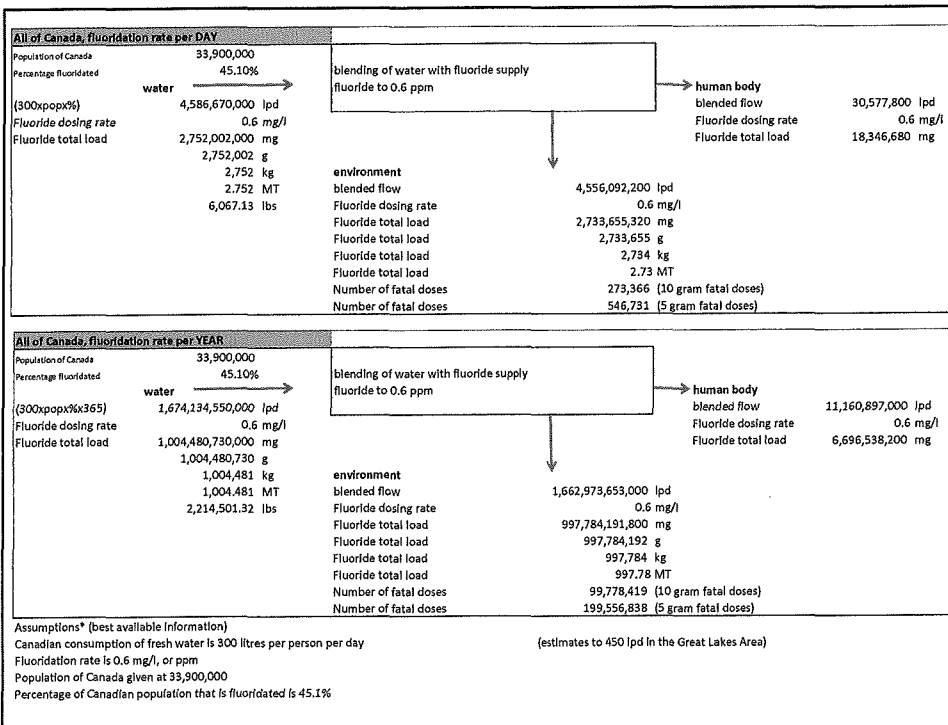 All of Canada, fluoridation rate per DAY
Population of Canada 33,900,000
Percentage fluoridated 45.10%
water
(300xpopx%) 4,586,670,000 lpd
Fluoride dosing rate 0.6 mg/l
Fluoride total load 2,752,002,000 mg
2,752,002 g
2,752 kg
2.752 MT
6,067.13 lbs
blending of water with fluoride supply
fluoride to 0.6 ppm
human body
blended flow 30,577,800 lpd
Fluoride dosing rate 0.6 mg/l
Fluoride total load 18,346,680 mg
environment
blended flow 4,556,092,200 lpd
Fluoride dosing rate 0.6 mg/l
Fluoride total load 2,733,655,320 mg
Fluoride total load 2,733,655 g
Fluoride total load 2,734 kg
Fluoride total load 2.73 MT
Number of fatal doses 273,366 (10 gram fatal doses)
Number of fatal doses 546,731 (5 gram fatal doses)
All of Canada, fluoridation rate per YEAR
Population of Canada 33,900,000
Percentage fluoridated 45.10%
water
(300xpopx%x365) 1,674,134,550,000 lpd
Fluoride dosing rate 0.6 mg/l
Fluoride total load 1,004,480,730,000 mg
1,004,480,730 g
1,004,481 kg
1,004.481 MT
2,214,501.32 lbs
blending of water with fluoride supply
fluoride to 0.6 ppm
human body
blended flow 11,160,897,000 lpd
Fluoride dosing rate 0.6 mg/l
Fluoride total load 6,696,538,200 mg
environment
blended flow 1,662,973,653,000 lpd
Fluoride dosing rate 0.6 mg/l
Fluoride total load 997,784,191,800 mg
Fluoride total load 997,784,192 g
Fluoride total load 997,784 kg
Fluoride total load 997.78 MT
Number of fatal doses 99,778,419 (10 gram fatal doses)
Number of fatal doses 199,556,838 (5 gram fatal doses)
Assumptions* (best available information)
Canadian consumption of fresh water is 300 litres per person per day (estimates to 450 lpd in the Great Lakes Area)
Fluoridation rate is 0.6 mg/l, or ppm
Population of Canada given at 33,900,000
Percentage of Canadian population that is fluoridated is 45.1%